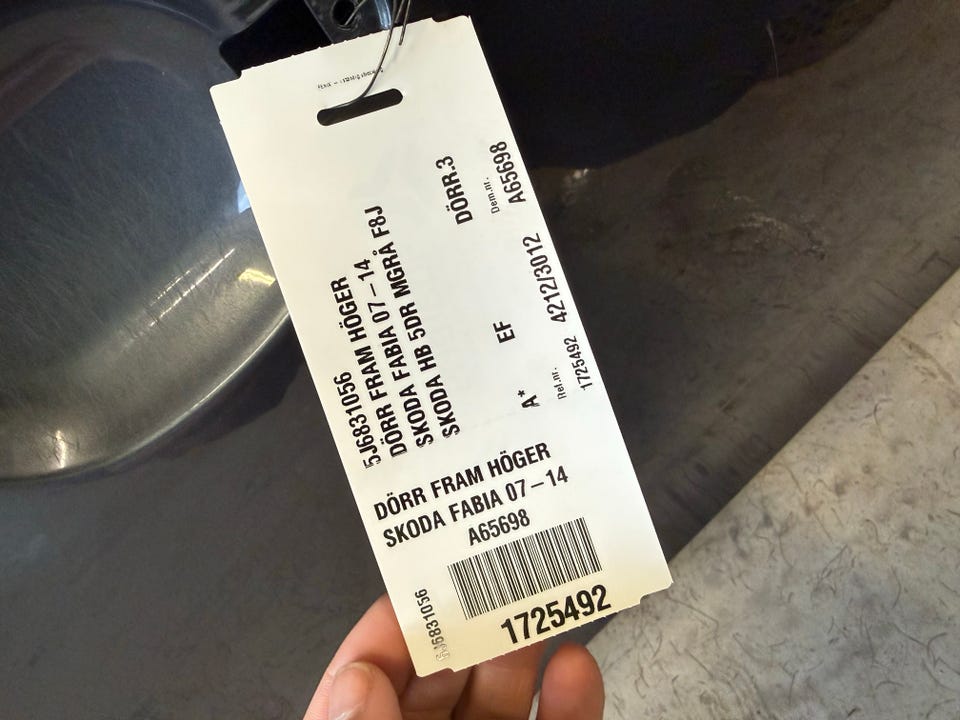 5J6831056
DÖRR FRAM HÖGER
SKODA FABIA 07-14
SKODA HB 5DR MGRÅ F8J
DÖRR.3
A* EF
Dem.nr.
A65698
Rel.nr.
1725492 4212/3012
DÖRR FRAM HÖGER
SKODA FABIA 07-14
A65698
5J6831056
1725492